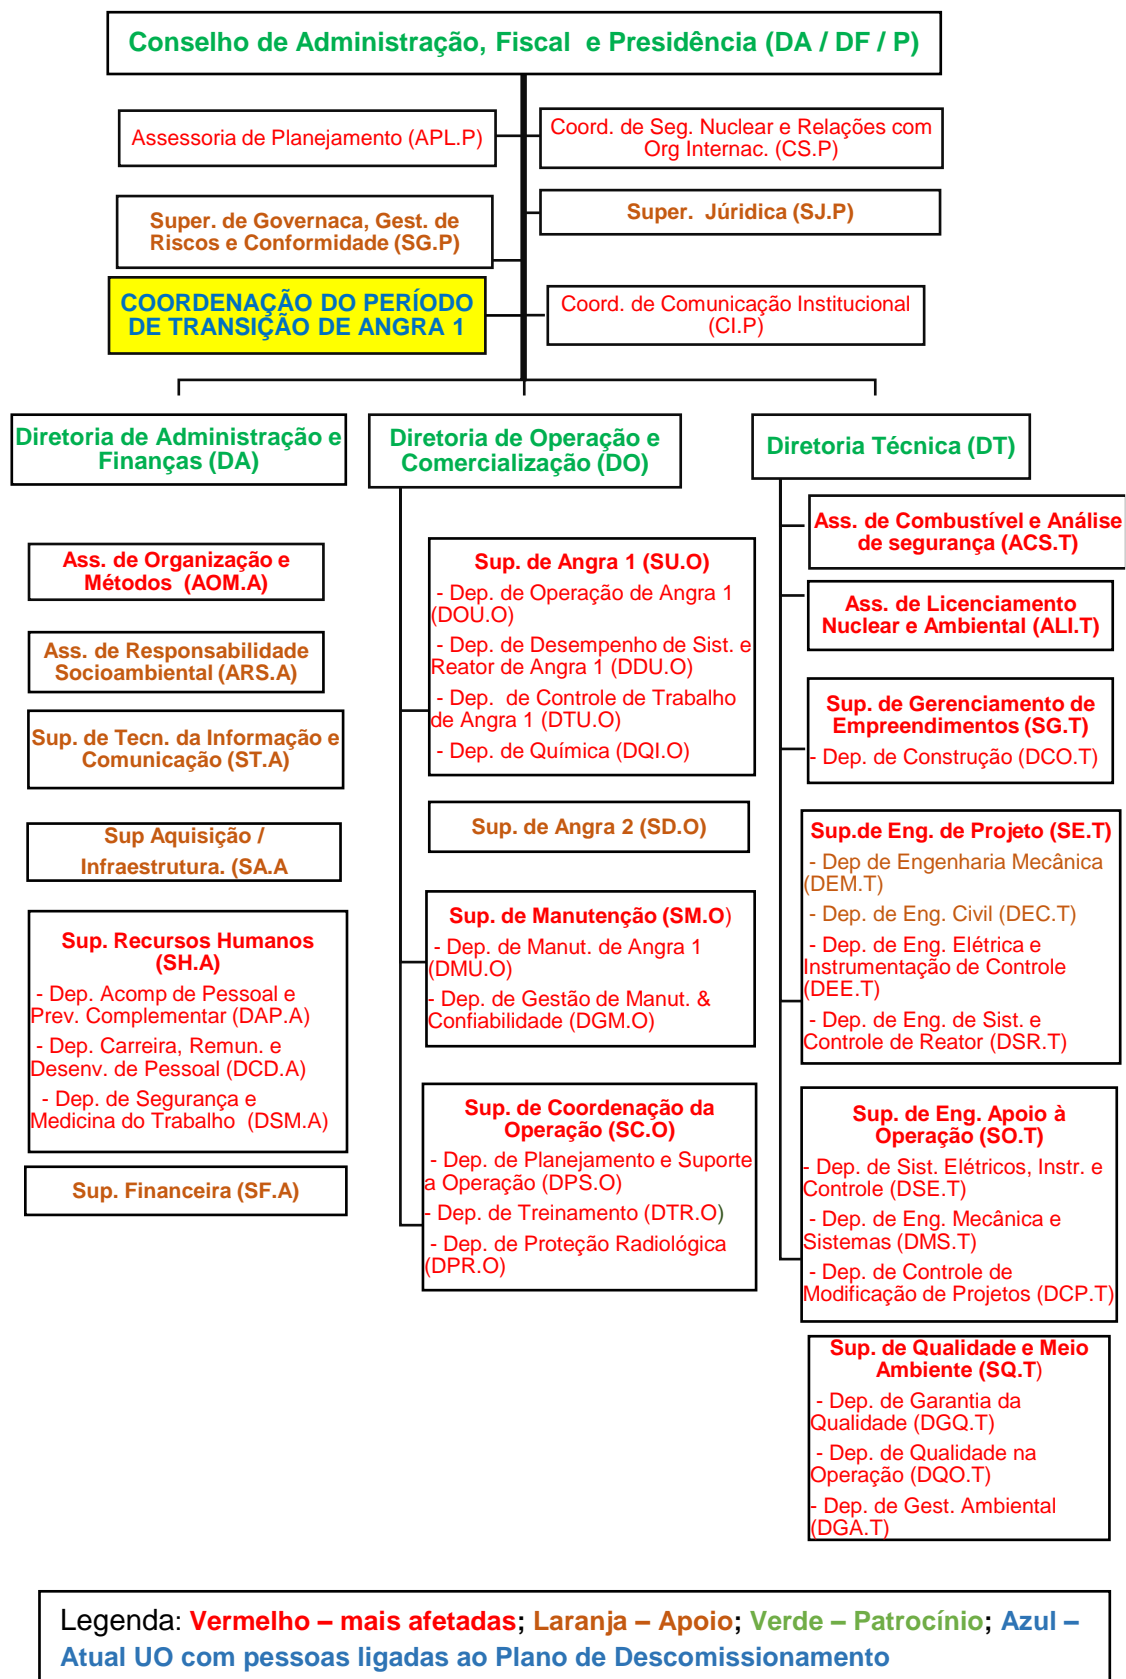 Conselho de Administração, Fiscal e Presidência (DA / DF / P)
Assessoria de Planejamento (APL.P)
Coord. de Seg. Nuclear e Relações com
Org Internac. (CS.P)
Super. de Governaca, Gest. de
Riscos e Conformidade (SG.P)
Super. Júridica (SJ.P)
COORDENAÇÃO DO PERÍODO
DE TRANSIÇÃO DE ANGRA 1
Coord. de Comunicação Institucional
(CI.P)
Diretoria de Administração e
Finanças (DA)
Ass. de Organização e
Métodos (AOM.A)
Ass. de Responsabilidade
Socioambiental (ARS.A)
Sup. de Tecn. da Informação e
Comunicação (ST.A)
Sup Aquisição /
Infraestrutura. (SA.A
Sup. Recursos Humanos
(SH.A)
- Dep. Acomp de Pessoal e
Prev. Complementar (DAP.A)
- Dep. Carreira, Remun. e
Desenv. de Pessoal (DCD.A)
- Dep. de Segurança e
Medicina do Trabalho (DSM.A)
Sup. Financeira (SF.A)
Diretoria de Operação e
Comercialização (DO)
Sup. de Angra 1 (SU.O)
- Dep. de Operação de Angra 1
(DOU.O)
- Dep. de Desempenho de Sist. e
Reator de Angra 1 (DDU.O)
- Dep. de Controle de Trabalho
de Angra 1 (DTU.O)
- Dep. de Química (DQI.O)
Sup. de Angra 2 (SD.O)
Sup. de Manutenção (SM.O)
- Dep. de Manut. de Angra 1
(DMU.O)
- Dep. de Gestão de Manut. &
Confiabilidade (DGM.O)
Sup. de Coordenação da
Operação (SC.O)
- Dep. de Planejamento e Suporte
a Operação (DPS.O)
- Dep. de Treinamento (DTR.O)
- Dep. de Proteção Radiológica
(DPR.O)
Diretoria Técnica (DT)
Ass. de Combustível e Análise
de segurança (ACS.T)
Ass. de Licenciamento
Nuclear e Ambiental (ALI.T)
Sup. de Gerenciamento de
Empreendimentos (SG.T)
- Dep. de Construção (DCO.T)
Sup.de Eng. de Projeto (SE.T)
- Dep de Engenharia Mecânica
(DEM.T)
- Dep. de Eng. Civil (DEC.T)
- Dep. de Eng. Elétrica e
Instrumentação de Controle
(DEE.T)
- Dep. de Eng. de Sist. e
Controle de Reator (DSR.T)
Sup. de Eng. Apoio à
Operação (SO.T)
- Dep. de Sist. Elétricos, Instr. e
Controle (DSE.T)
- Dep. de Eng. Mecânica e
Sistemas (DMS.T)
- Dep. de Controle de
Modificação de Projetos (DCP.T)
Sup. de Qualidade e Meio
Ambiente (SQ.T)
- Dep. de Garantia da
Qualidade (DGQ.T)
- Dep. de Qualidade na
Operação (DQO.T)
- Dep. de Gest. Ambiental
(DGA.T)
Legenda: Vermelho – mais afetadas; Laranja – Apoio; Verde – Patrocínio; Azul –
Atual UO com pessoas ligadas ao Plano de Descomissionamento